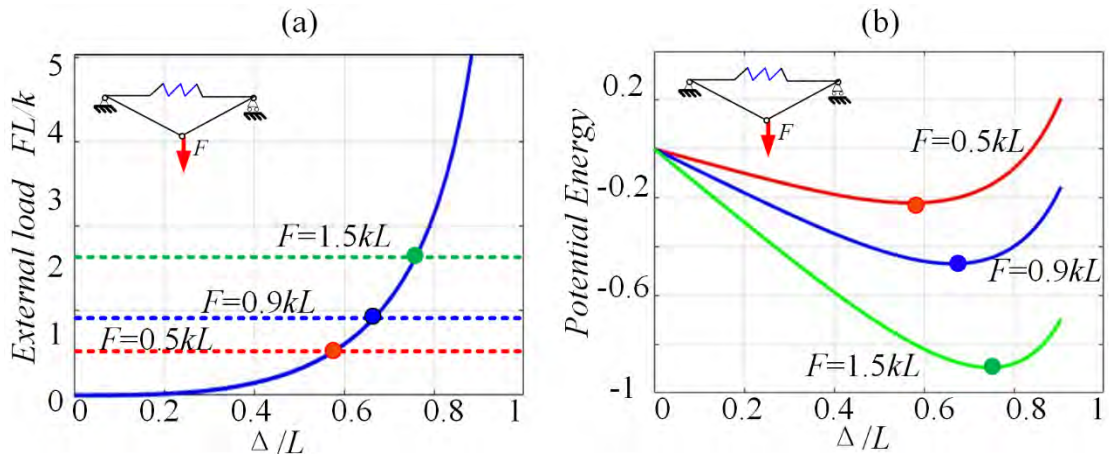 (a)
External load FL/k
5
4
3
2
1
0
F
F=1.5kL
F=0.9kL
F=0.5kL
0 0.2 0.4 0.6 0.8 1
Δ/L
(b)
Potential Energy
0.2
-0.2
-0.6
-1
F
F=0.5kL
F=0.9kL
F=1.5kL
0 0.2 0.4 0.6 0.8 1
Δ/L